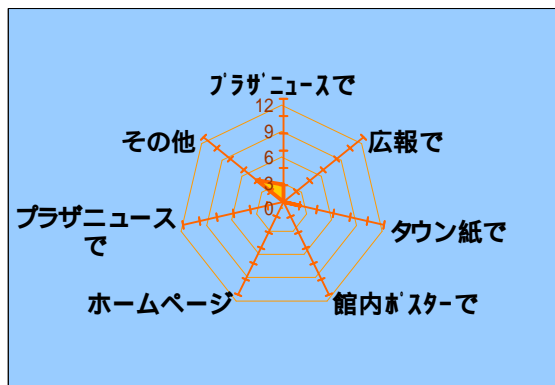 ﾌﾟﾗｻﾞﾆｭｰｽで
12
9
6
3
0
広報で
タウン紙で
館内ﾎﾟｽﾀｰで
ホームページ
プラザニュース
で
その他